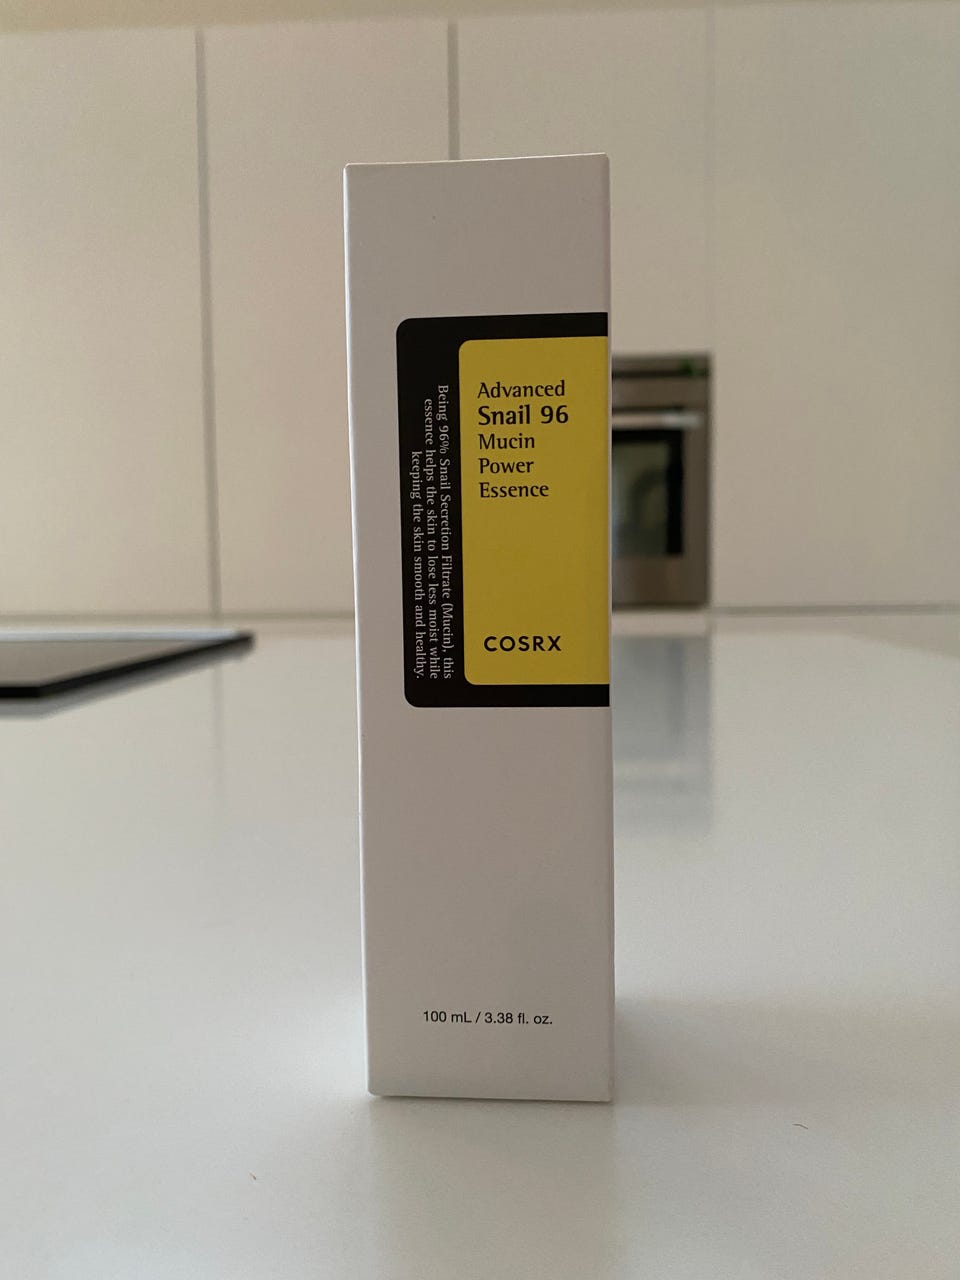 Advanced
Snail 96
Mucin
Power
Essence
COSRX
Being 96% Snail Secretion Filtrate (Mucin), this
essence helps the skin to lose less moist while
keeping the skin smooth and healthy.
100 mL / 3.38 fl. oz.